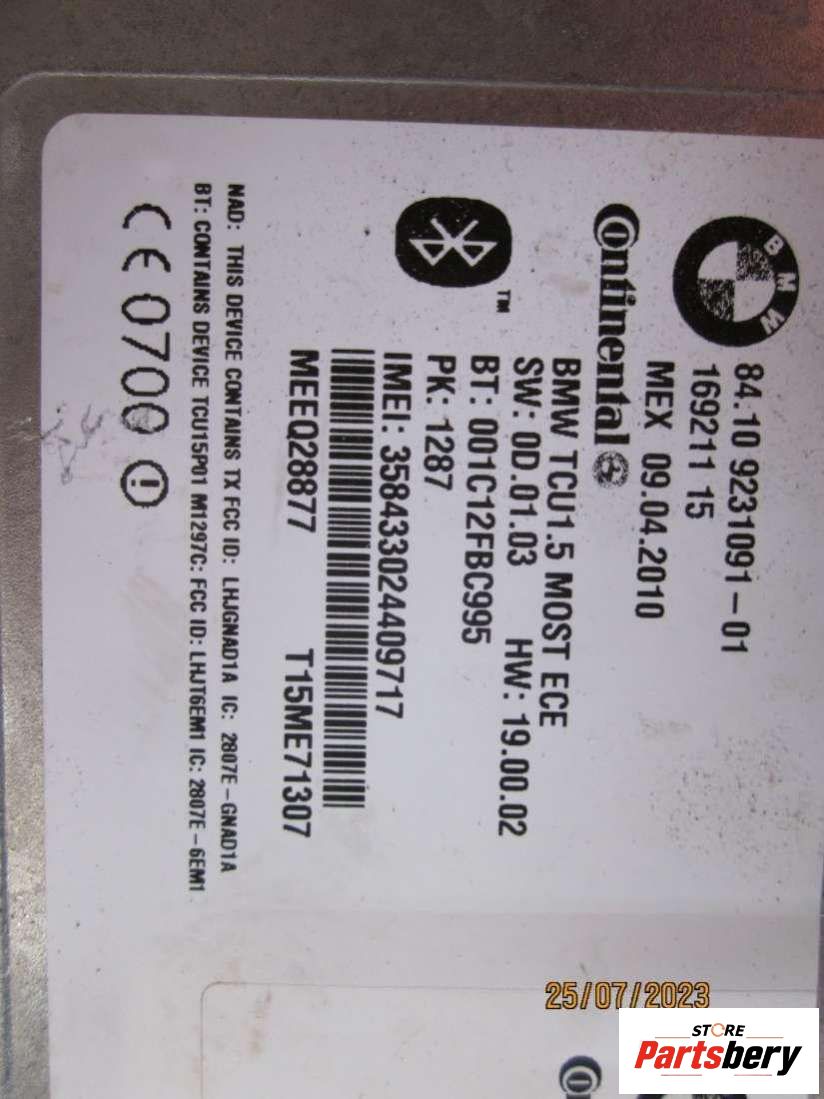 BMW
84.10 9231091-01
169211 15
MEX 09.04.2010
Continental
BMW TCU1.5 MOST ECE
SW: 0D.01.03 HW: 19.00.02
BT: 001C12FBC995
PK: 1287
TM
IMEI: 358433024409717
MEEQ28877 T15ME71307
NAD: THIS DEVICE CONTAINS TX FCC ID: LHJGNAD1A IC: 2807E-GNAD1A
BT: CONTAINS DEVICE TCU15P01 M1297C: FCC ID: LHJT6EM1 IC: 2807E-6EM1
CE 0700 !
25/07/2023
STORE
Partsbery